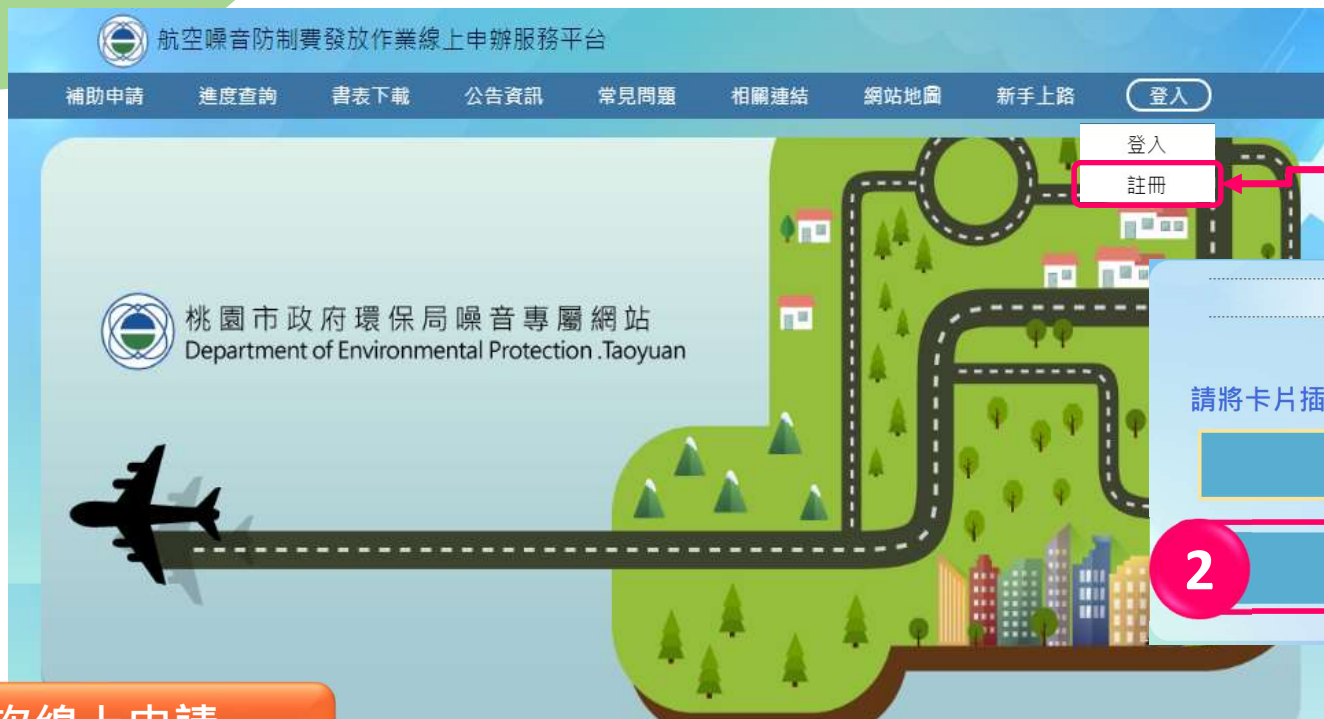 航空噪音防制費發放作業線上申辦服務平台
補助申請 進度查詢 書表下載 公告資訊 常見問題 相關連結 網站地圖 新手上路 登入
登入
註冊
桃園市政府環保局噪音專屬網站
Department of Environmental Protection .Taoyuan
請將卡片插
2
線上申請